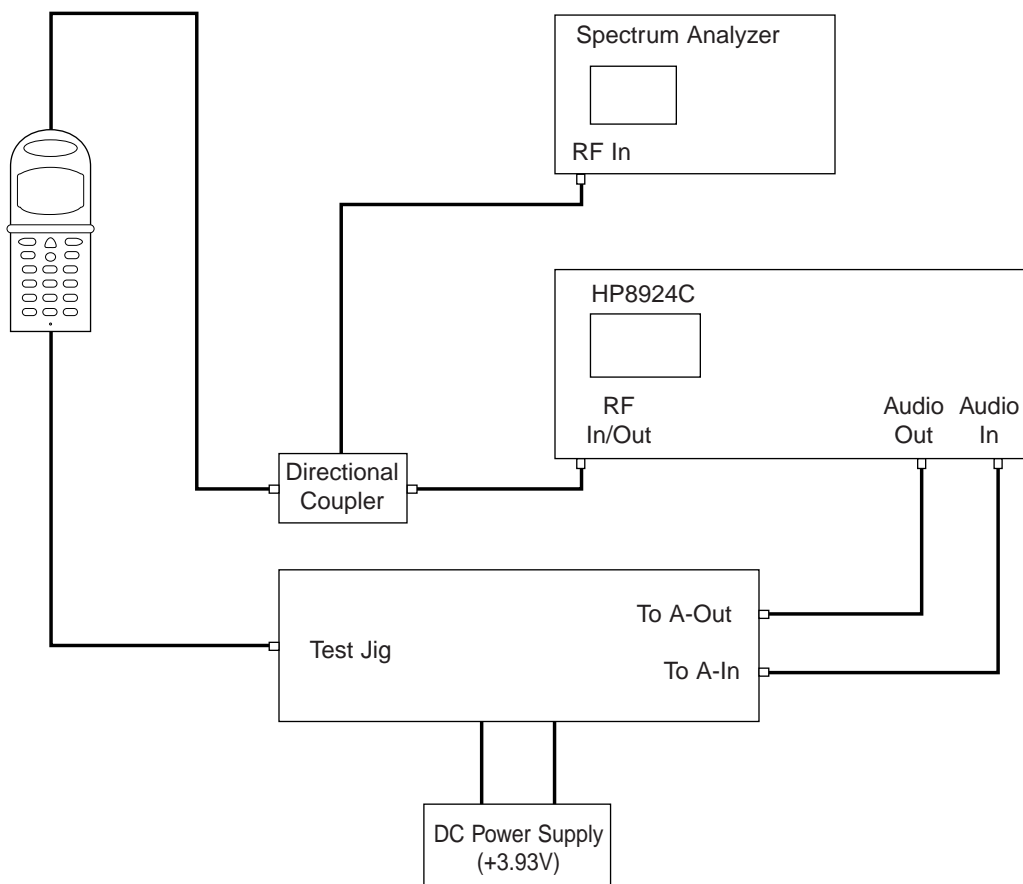 Spectrum Analyzer
RF In
HP8924C
RF
In/Out
Audio
Out
Audio
In
Directional
Coupler
To A-Out
Test Jig
To A-In
DC Power Supply
(+3.93V)